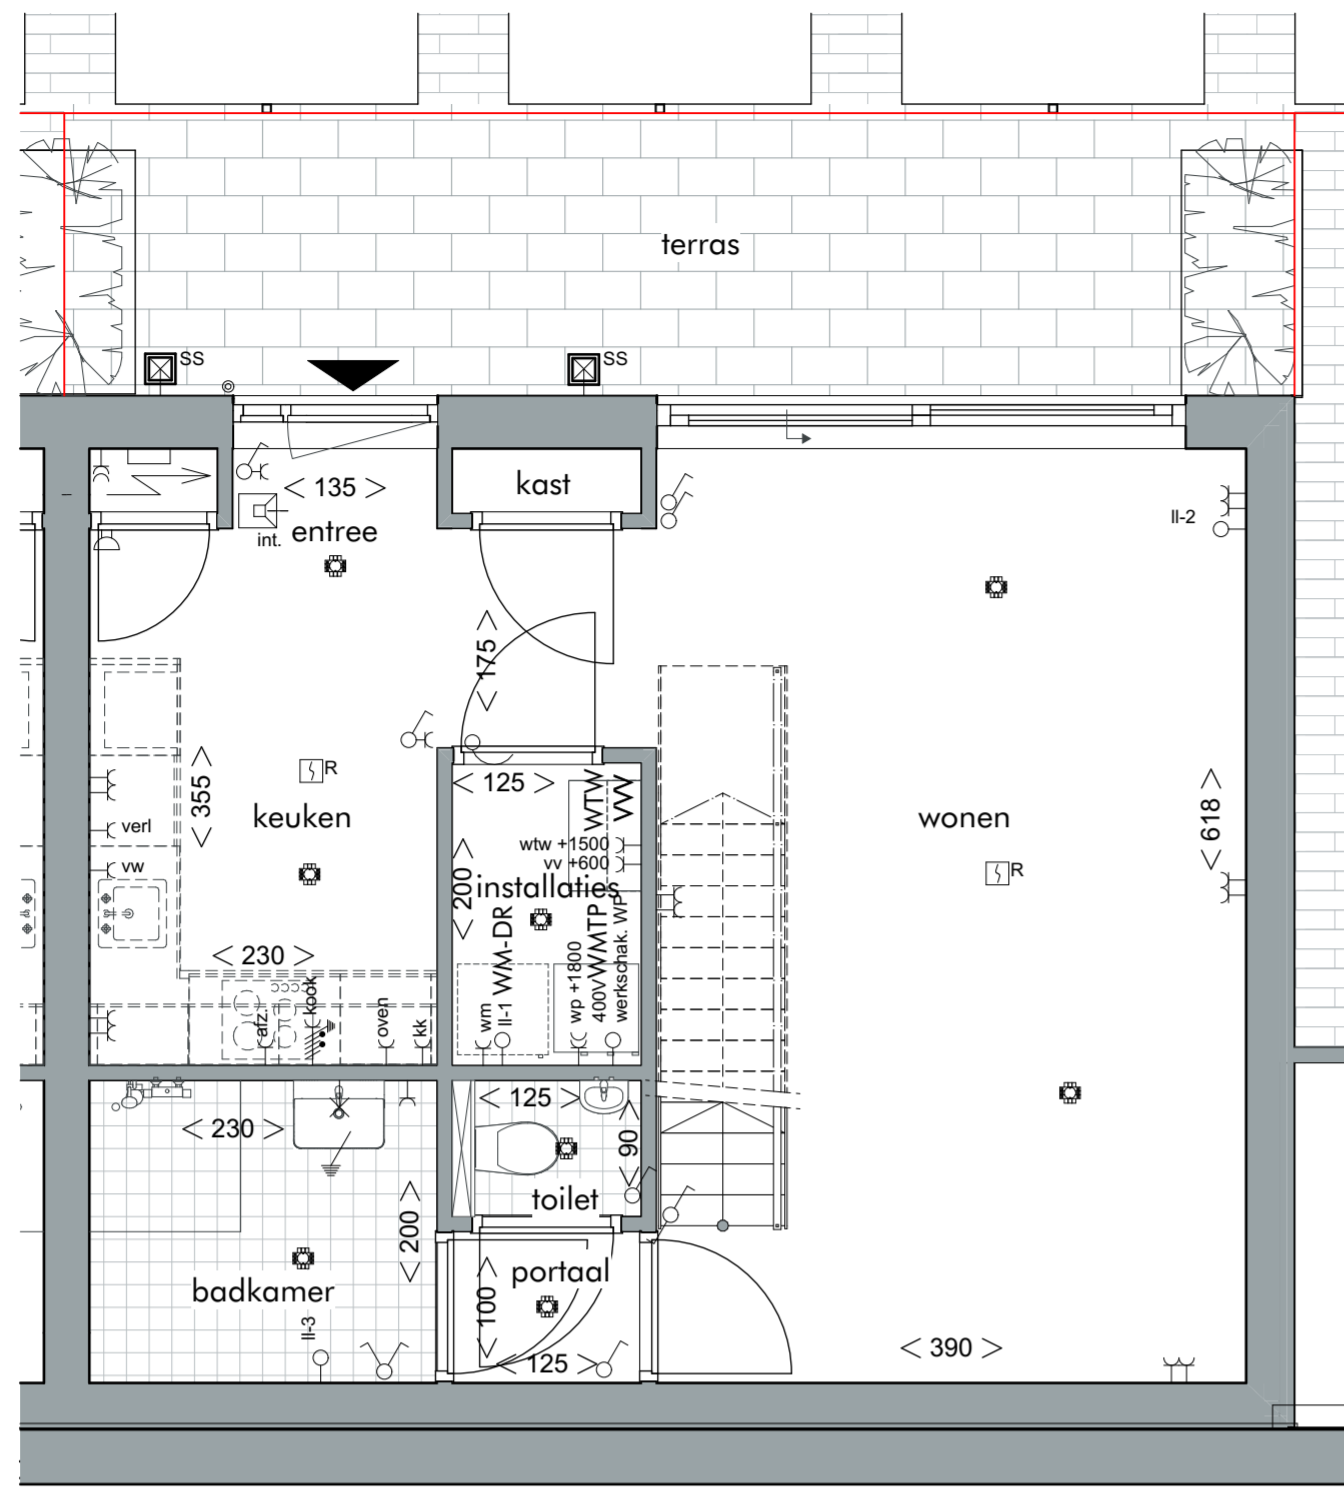 terras
SS
SS
< 135 >
kast
entree
int.
II-2
< 175 >
R
keuken
< 355 >
verl
vw
< 125 >
WTW
VV
wtw +1500
vv +600
installaties
< 200 >
wonen
R
< 618 >
< 230 >
afz.
kook
oven
kk
WM-DR
wm
II-1
wp +1800
400V
WMTP
werkschak. WP
< 230 >
< 125 >
< 90 >
toilet
< 200 >
badkamer
II-3
portaal
< 100 >
< 125 >
< 390 >